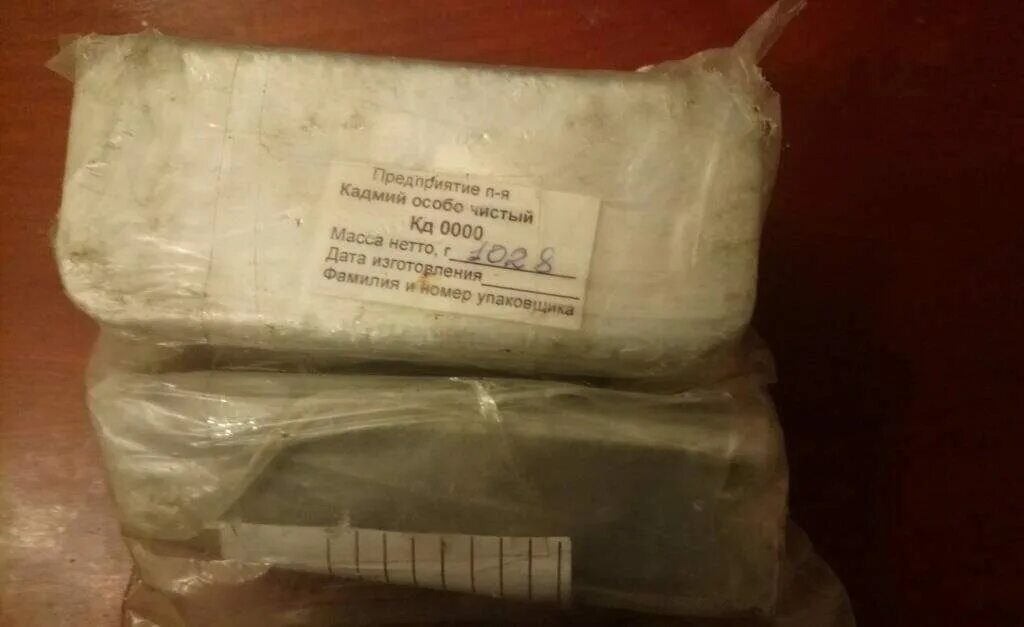 Предприятие п-я
Кадмий особо чистый
Кд 0000
Масса нетто, г 1028
Дата изготовления
Фамилия и номер упаковщика